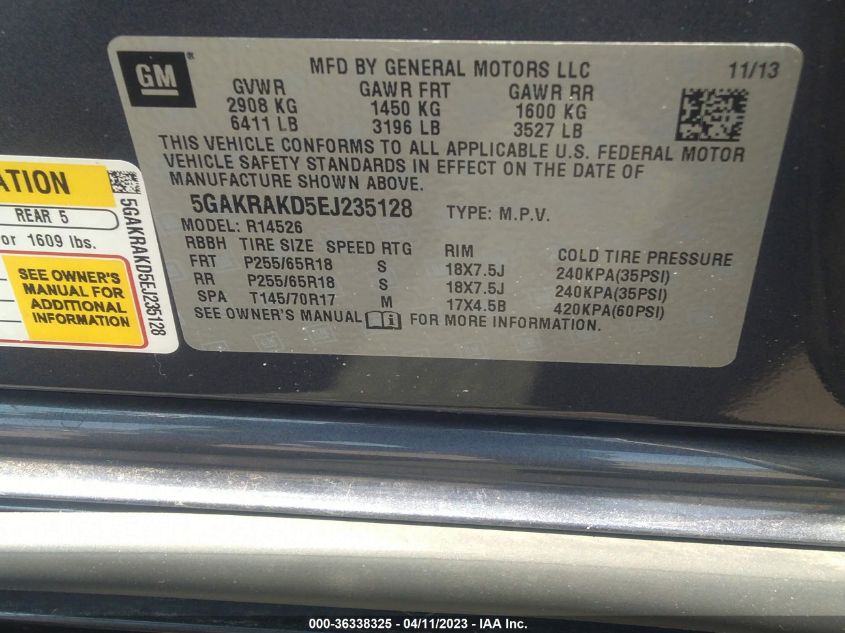 GM
MFD BY GENERAL MOTORS LLC
11/13
GVWR GAWR FRT GAWR RR
2908 KG 1450 KG 1600 KG
6411 LB 3196 LB 3527 LB
THIS VEHICLE CONFORMS TO ALL APPLICABLE U.S. FEDERAL MOTOR
VEHICLE SAFETY STANDARDS IN EFFECT ON THE DATE OF
MANUFACTURE SHOWN ABOVE.
5GAKRAKD5EJ235128 TYPE: M.P.V.
MODEL: R14526
RBBH TIRE SIZE SPEED RTG RIM COLD TIRE PRESSURE
FRT P255/65R18 S 18X7.5J 240KPA(35PSI)
RR P255/65R18 S 18X7.5J 240KPA(35PSI)
SPA T145/70R17 M 17X4.5B 420KPA(60PSI)
SEE OWNER'S MANUAL FOR MORE INFORMATION.
ATION
REAR 5
or 1609 lbs.
SEE OWNER'S
MANUAL FOR
ADDITIONAL
INFORMATION
5GAKRAKD5EJ235128
000-36338325 - 04/11/2023 - IAA Inc.